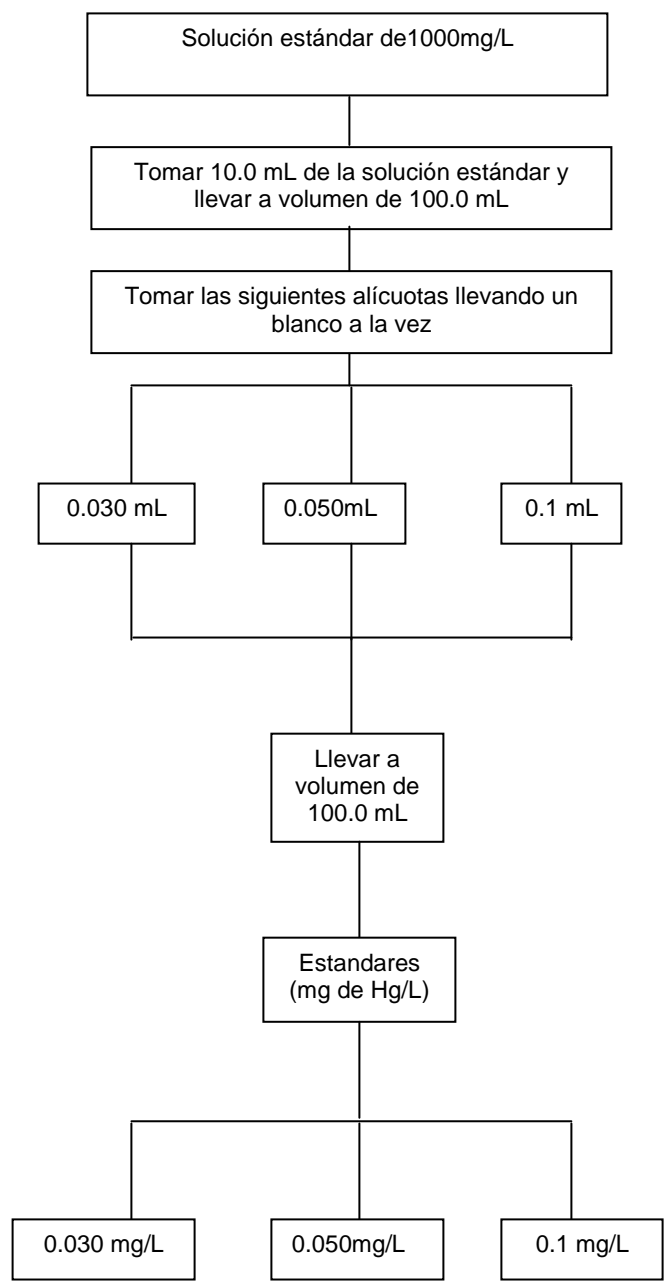 Solución estándar de1000mg/L
Tomar 10.0 mL de la solución estándar y
llevar a volumen de 100.0 mL
Tomar las siguientes alícuotas llevando un
blanco a la vez
0.030 mL
0.050mL
0.1 mL
Llevar a
volumen de
100.0 mL
Estandares
(mg de Hg/L)
0.030 mg/L
0.050mg/L
0.1 mg/L